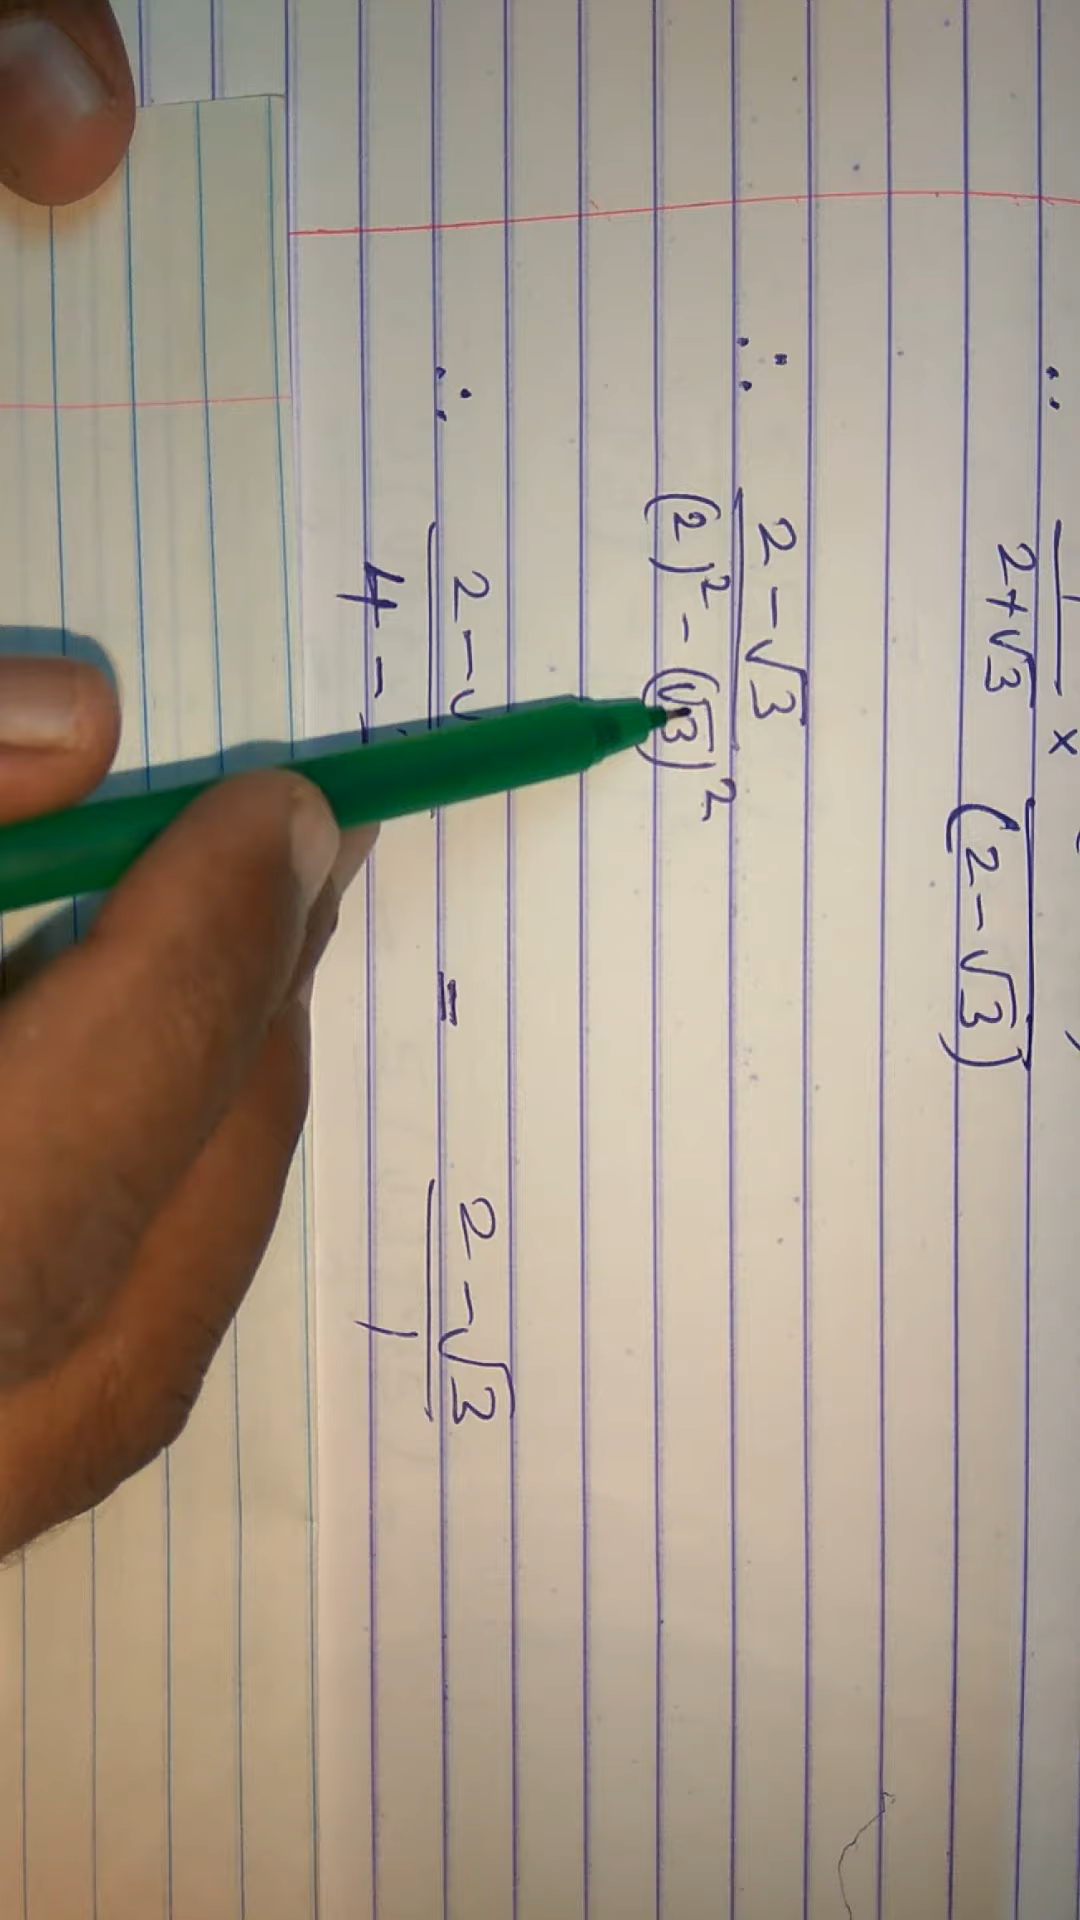 ∴ 1
2+√3 ×
(2-√3)
∴ 2-√3
(2)² - (√3)²
∴ 2-√ = 2-√3
4- 1